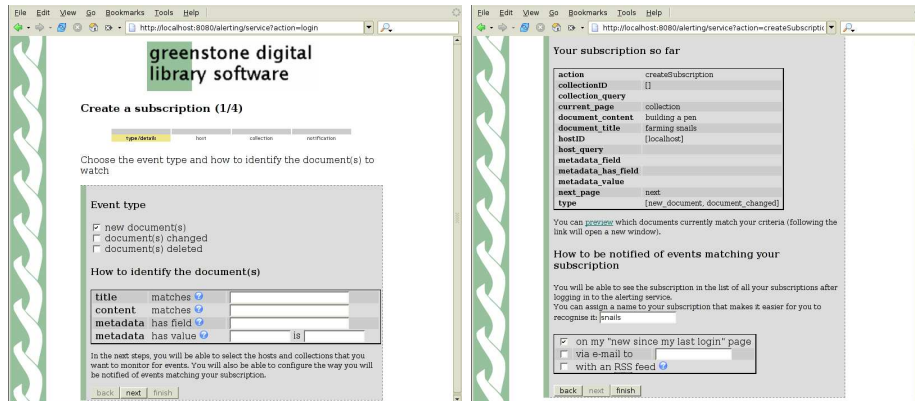 File Edit View Go Bookmarks Tools Help
http://localhost:8080/alerting/service?action=login
greenstone digital
library software
Create a subscription (1/4)
type/details host collection notification
Choose the event type and how to identify the document(s) to
watch
Event type
new document(s)
document(s) changed
document(s) deleted
How to identify the document(s)
title matches
content matches
metadata has field
metadata has value is
In the next steps, you will be able to select the hosts and collections that you
want to monitor for events. You will also be able to configure the way you will
be notified of events matching your subscription.
back next finish
File Edit View Go Bookmarks Tools Help
http://localhost:8080/alerting/service?action=createSubscriptic
Your subscription so far
action createSubscription
collectionID []
collection_query
current_page collection
document_content building a pen
document_title farming snails
hostID [localhost]
host_query
metadata_field
metadata_has_field
metadata_value
next_page next
type [new_document, document_changed]
You can preview which documents currently match your criteria (following the
link will open a new window).
How to be notified of events matching your
subscription
You will be able to see the subscription in the list of all your subscriptions after
logging in to the alerting service.
You can assign a name to your subscription that makes it easier for you to
recognise it: snails
on my "new since my last login" page
via e-mail to
with an RSS feed
back next finish